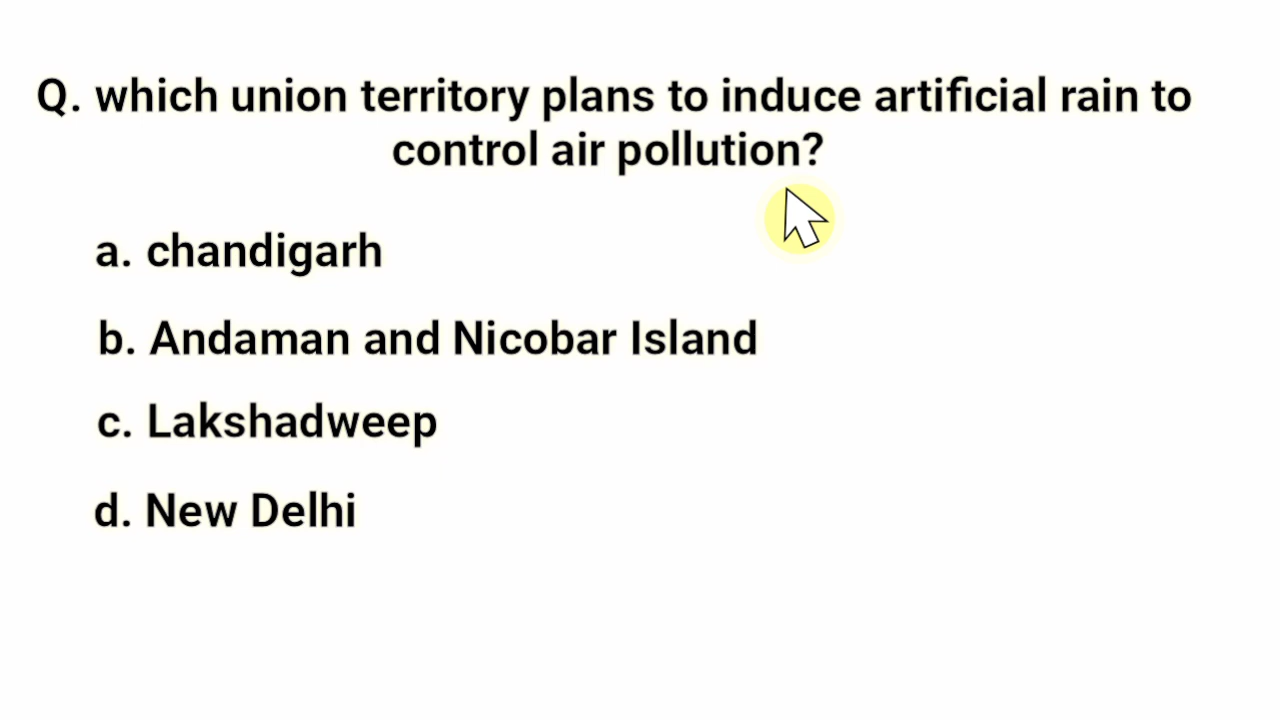 Q. which union territory plans to induce artificial rain to
control air pollution?
a. chandigarh
b. Andaman and Nicobar Island
c. Lakshadweep
d. New Delhi